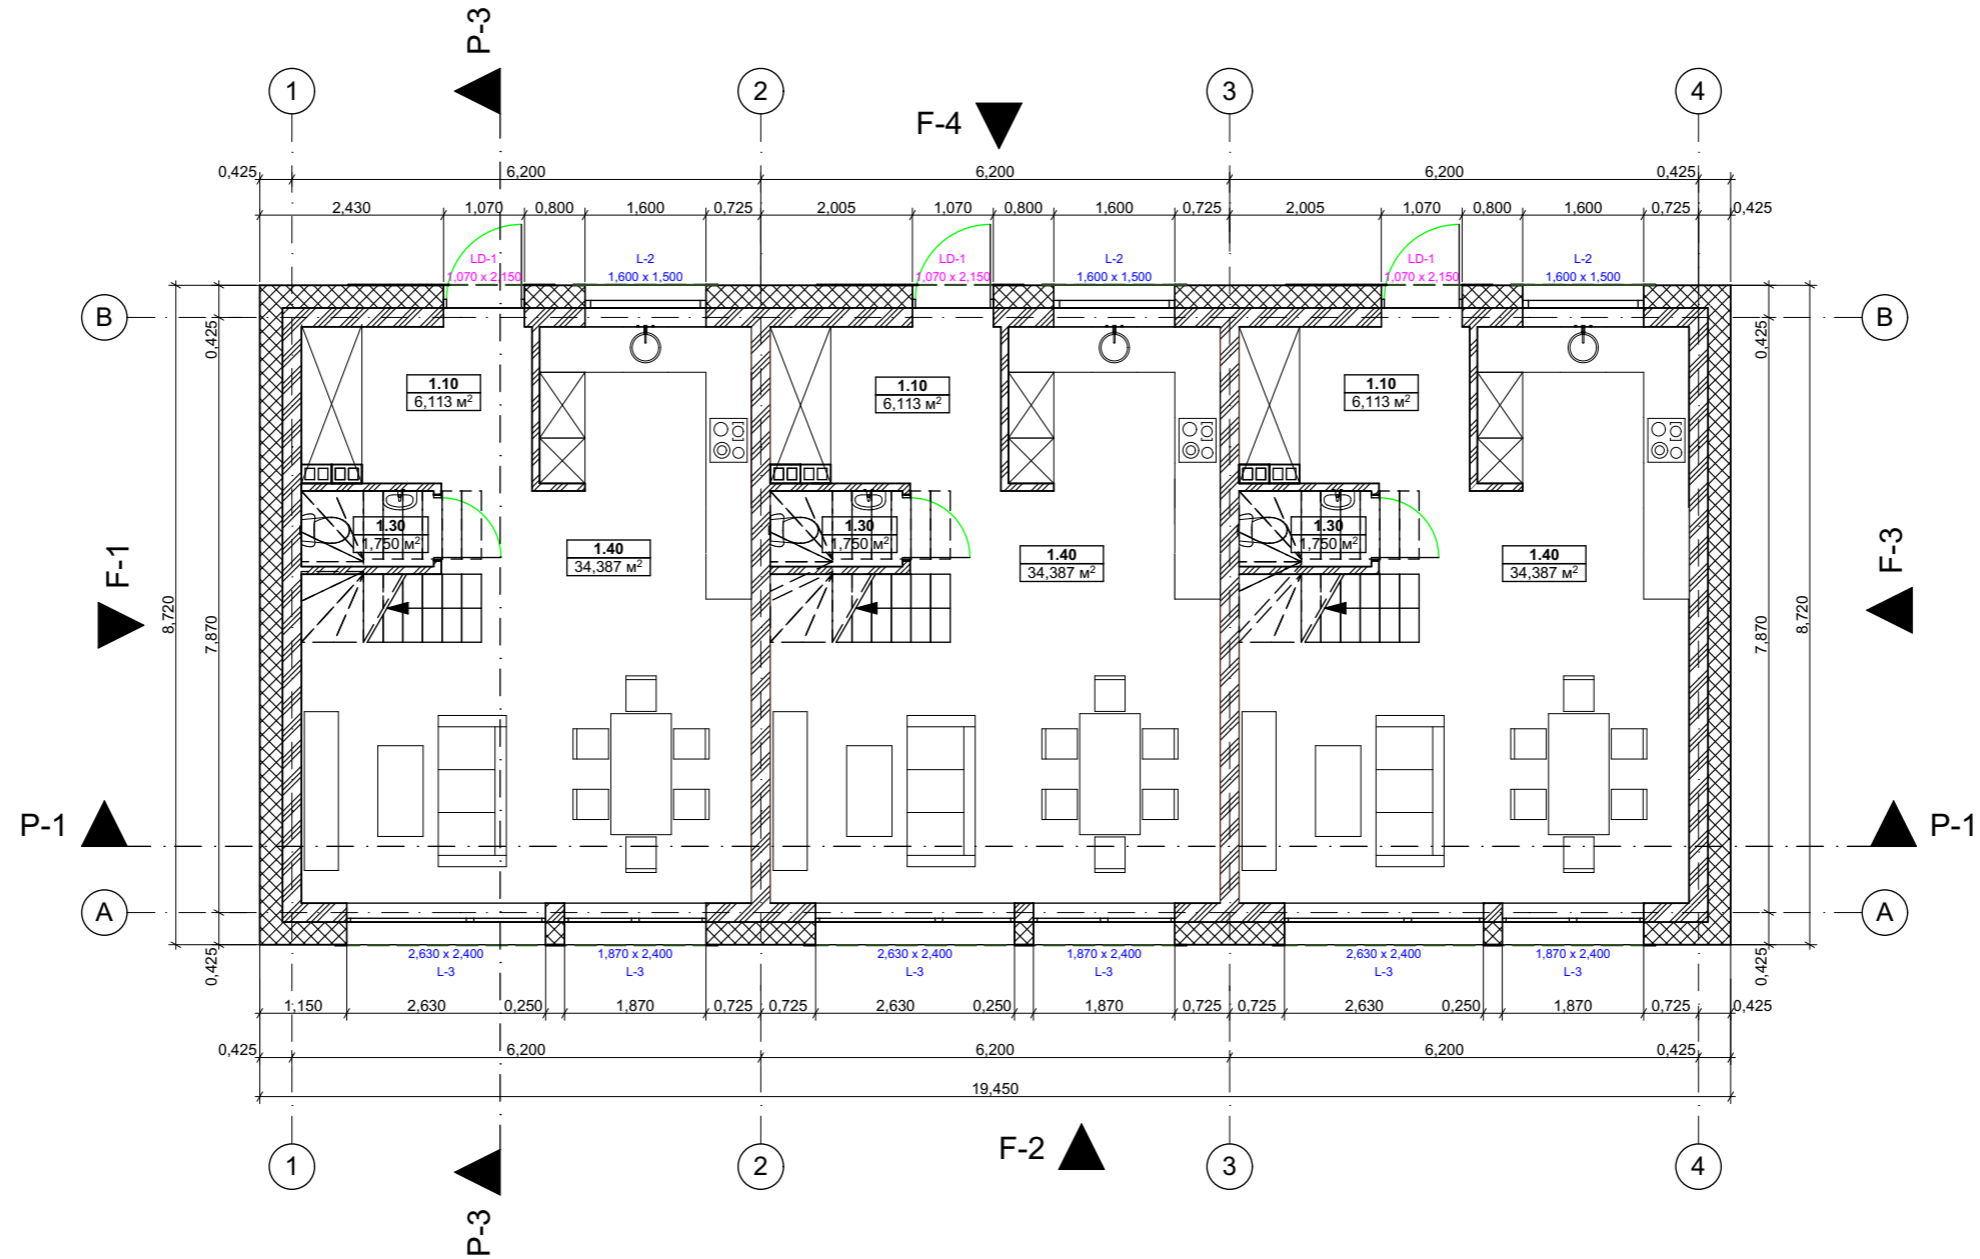 P-3
1 2 3 4
F-4
0,425 6,200 6,200 6,200 0,425
2,430 1,070 0,800 1,600 0,725 2,005 1,070 0,800 1,600 0,725 2,005 1,070 0,800 1,600 0,725 0,425
LD-1 L-2 LD-1 L-2 LD-1 L-2
1,070 x 2,150 1,600 x 1,500 1,070 x 2,150 1,600 x 1,500 1,070 x 2,150 1,600 x 1,500
B B
0,425 0,425
1.10 1.10 1.10
6,113 м² 6,113 м² 6,113 м²
1.30 1.30 1.30
1,750 м² 1,750 м² 1,750 м²
1.40 1.40 1.40
34,387 м² 34,387 м² 34,387 м²
F-1 F-3
8,720 7,870 7,870 8,720
P-1 P-1
A A
0,425 0,425
2,630 x 2,400 1,870 x 2,400 2,630 x 2,400 1,870 x 2,400 2,630 x 2,400 1,870 x 2,400
L-3 L-3 L-3 L-3 L-3 L-3
1,150 2,630 0,250 1,870 0,725 0,725 2,630 0,250 1,870 0,725 0,725 2,630 0,250 1,870 0,725 0,425
0,425 6,200 6,200 6,200 0,425
19,450
F-2
1 2 3 4
P-3